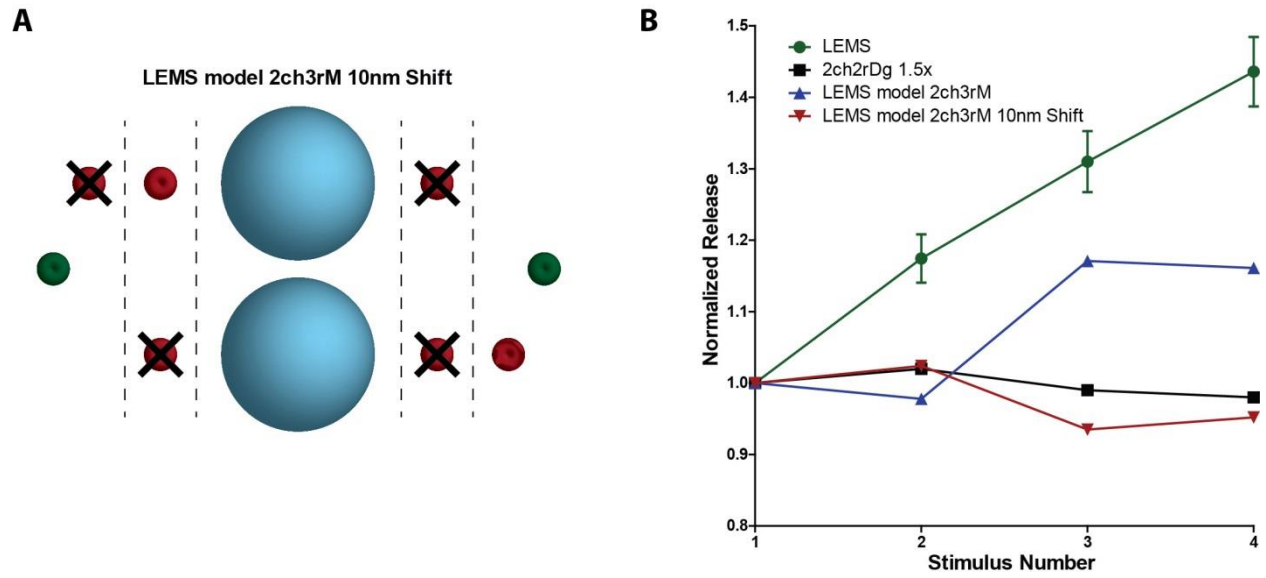 A
LEMS model 2ch3rM 10nm Shift
B
1.5
1.4
1.3
1.2
1.1
1.0
0.9
0.8
Normalized Release
LEMS
2ch2rDg 1.5x
LEMS model 2ch3rM
LEMS model 2ch3rM 10nm Shift
1 2 3 4
Stimulus Number